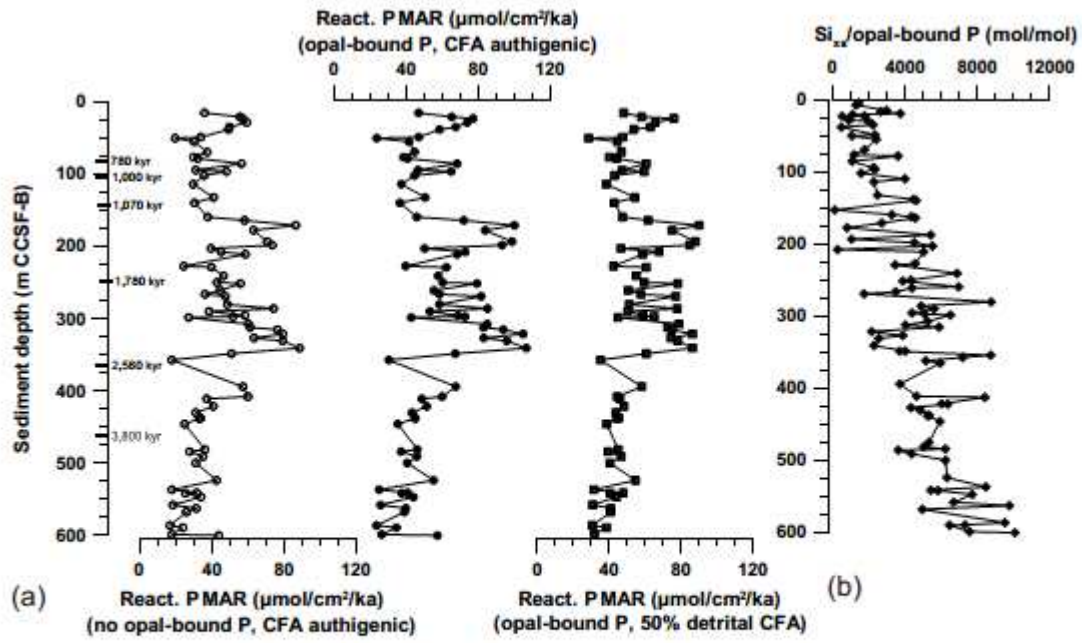 React. P MAR (µmol/cm²/ka)
(opal-bound P, CFA authigenic)
Si_xs/opal-bound P (mol/mol)
0 40 80 120
0 4000 8000 12000
0
100
200
300
400
500
600
780 kyr
1,000 kyr
1,070 kyr
1,780 kyr
2,580 kyr
3,800 kyr
Sediment depth (m CCSF-B)
0
100
200
300
400
500
600
0 40 80 120
0 40 80 120
(a)
React. P MAR (µmol/cm²/ka)
(no opal-bound P, CFA authigenic)
React. P MAR (µmol/cm²/ka)
(opal-bound P, 50% detrital CFA)
(b)